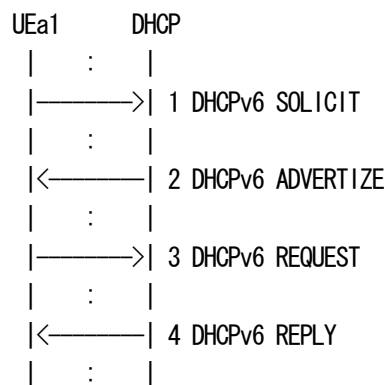 UEa1 DHCP
:
1 DHCPv6 SOLICIT
:
2 DHCPv6 ADVERTIZE
:
3 DHCPv6 REQUEST
:
4 DHCPv6 REPLY
: